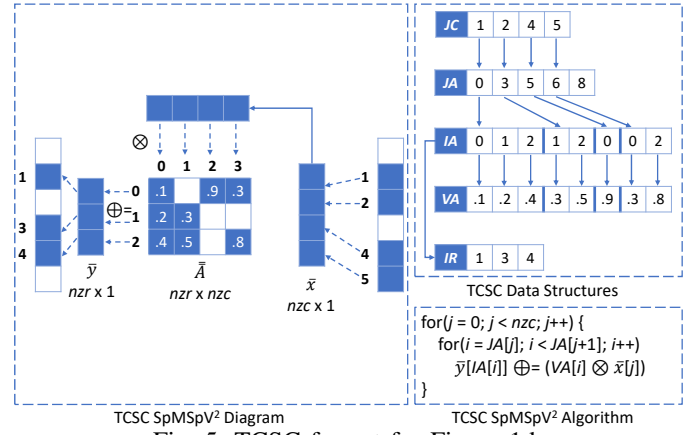 JC 1 2 4 5
JA 0 3 5 6 8
IA 0 1 2 1 2 0 0 2
VA .1 .2 .4 .3 .5 .9 .3 .8
IR 1 3 4
TCSC Data Structures
⊗
0 1 2 3
1 3 4
0 1 2
⊕=
.1 .9 .3
.2 .3
.4 .5 .8
1 2 4 5
ȳ
nzr x 1
A̿
nzr x nzc
x̄
nzc x 1
for(j = 0; j < nzc; j++) {
for(i = JA[j]; i < JA[j+1]; i++)
ȳ[IA[i]] ⊕= (VA[i] ⊗ x̄[j])
}
TCSC SpMSpV² Diagram
TCSC SpMSpV² Algorithm